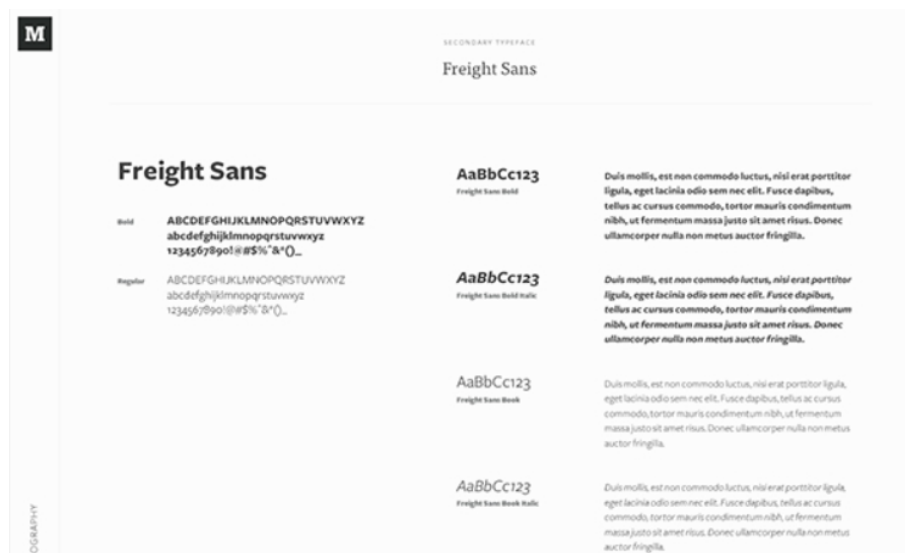 M
SECONDARY TYPEFACE
Freight Sans
Freight Sans
Bold
ABCDEFGHIJKLMNOPQRSTUVWXYZ
abcdefghijklmnopqrstuvwxyz
1234567890!@#$%^&*()_
Regular
ABCDEFGHIJKLMNOPQRSTUVWXYZ
abcdefghijklmnopqrstuvwxyz
1234567890!@#$%^&*()_
AaBbCc123
Freight Sans Bold
Duis mollis, est non commodo luctus, nisi erat porttitor
ligula, eget lacinia odio sem nec elit. Fusce dapibus,
tellus ac cursus commodo, tortor mauris condimentum
nibh, ut fermentum massa justo sit amet risus. Donec
ullamcorper nulla non metus auctor fringilla.
AaBbCc123
Freight Sans Bold Italic
Duis mollis, est non commodo luctus, nisi erat porttitor
ligula, eget lacinia odio sem nec elit. Fusce dapibus,
tellus ac cursus commodo, tortor mauris condimentum
nibh, ut fermentum massa justo sit amet risus. Donec
ullamcorper nulla non metus auctor fringilla.
AaBbCc123
Freight Sans Book
Duis mollis, est non commodo luctus, nisi erat porttitor ligula,
eget lacinia odio sem nec elit. Fusce dapibus, tellus ac cursus
commodo, tortor mauris condimentum nibh, ut fermentum
massa justo sit amet risus. Donec ullamcorper nulla non metus
auctor fringilla.
AaBbCc123
Freight Sans Book Italic
Duis mollis, est non commodo luctus, nisi erat porttitor ligula,
eget lacinia odio sem nec elit. Fusce dapibus, tellus ac cursus
commodo, tortor mauris condimentum nibh, ut fermentum
massa justo sit amet risus. Donec ullamcorper nulla non metus
auctor fringilla.
OGRAPHY